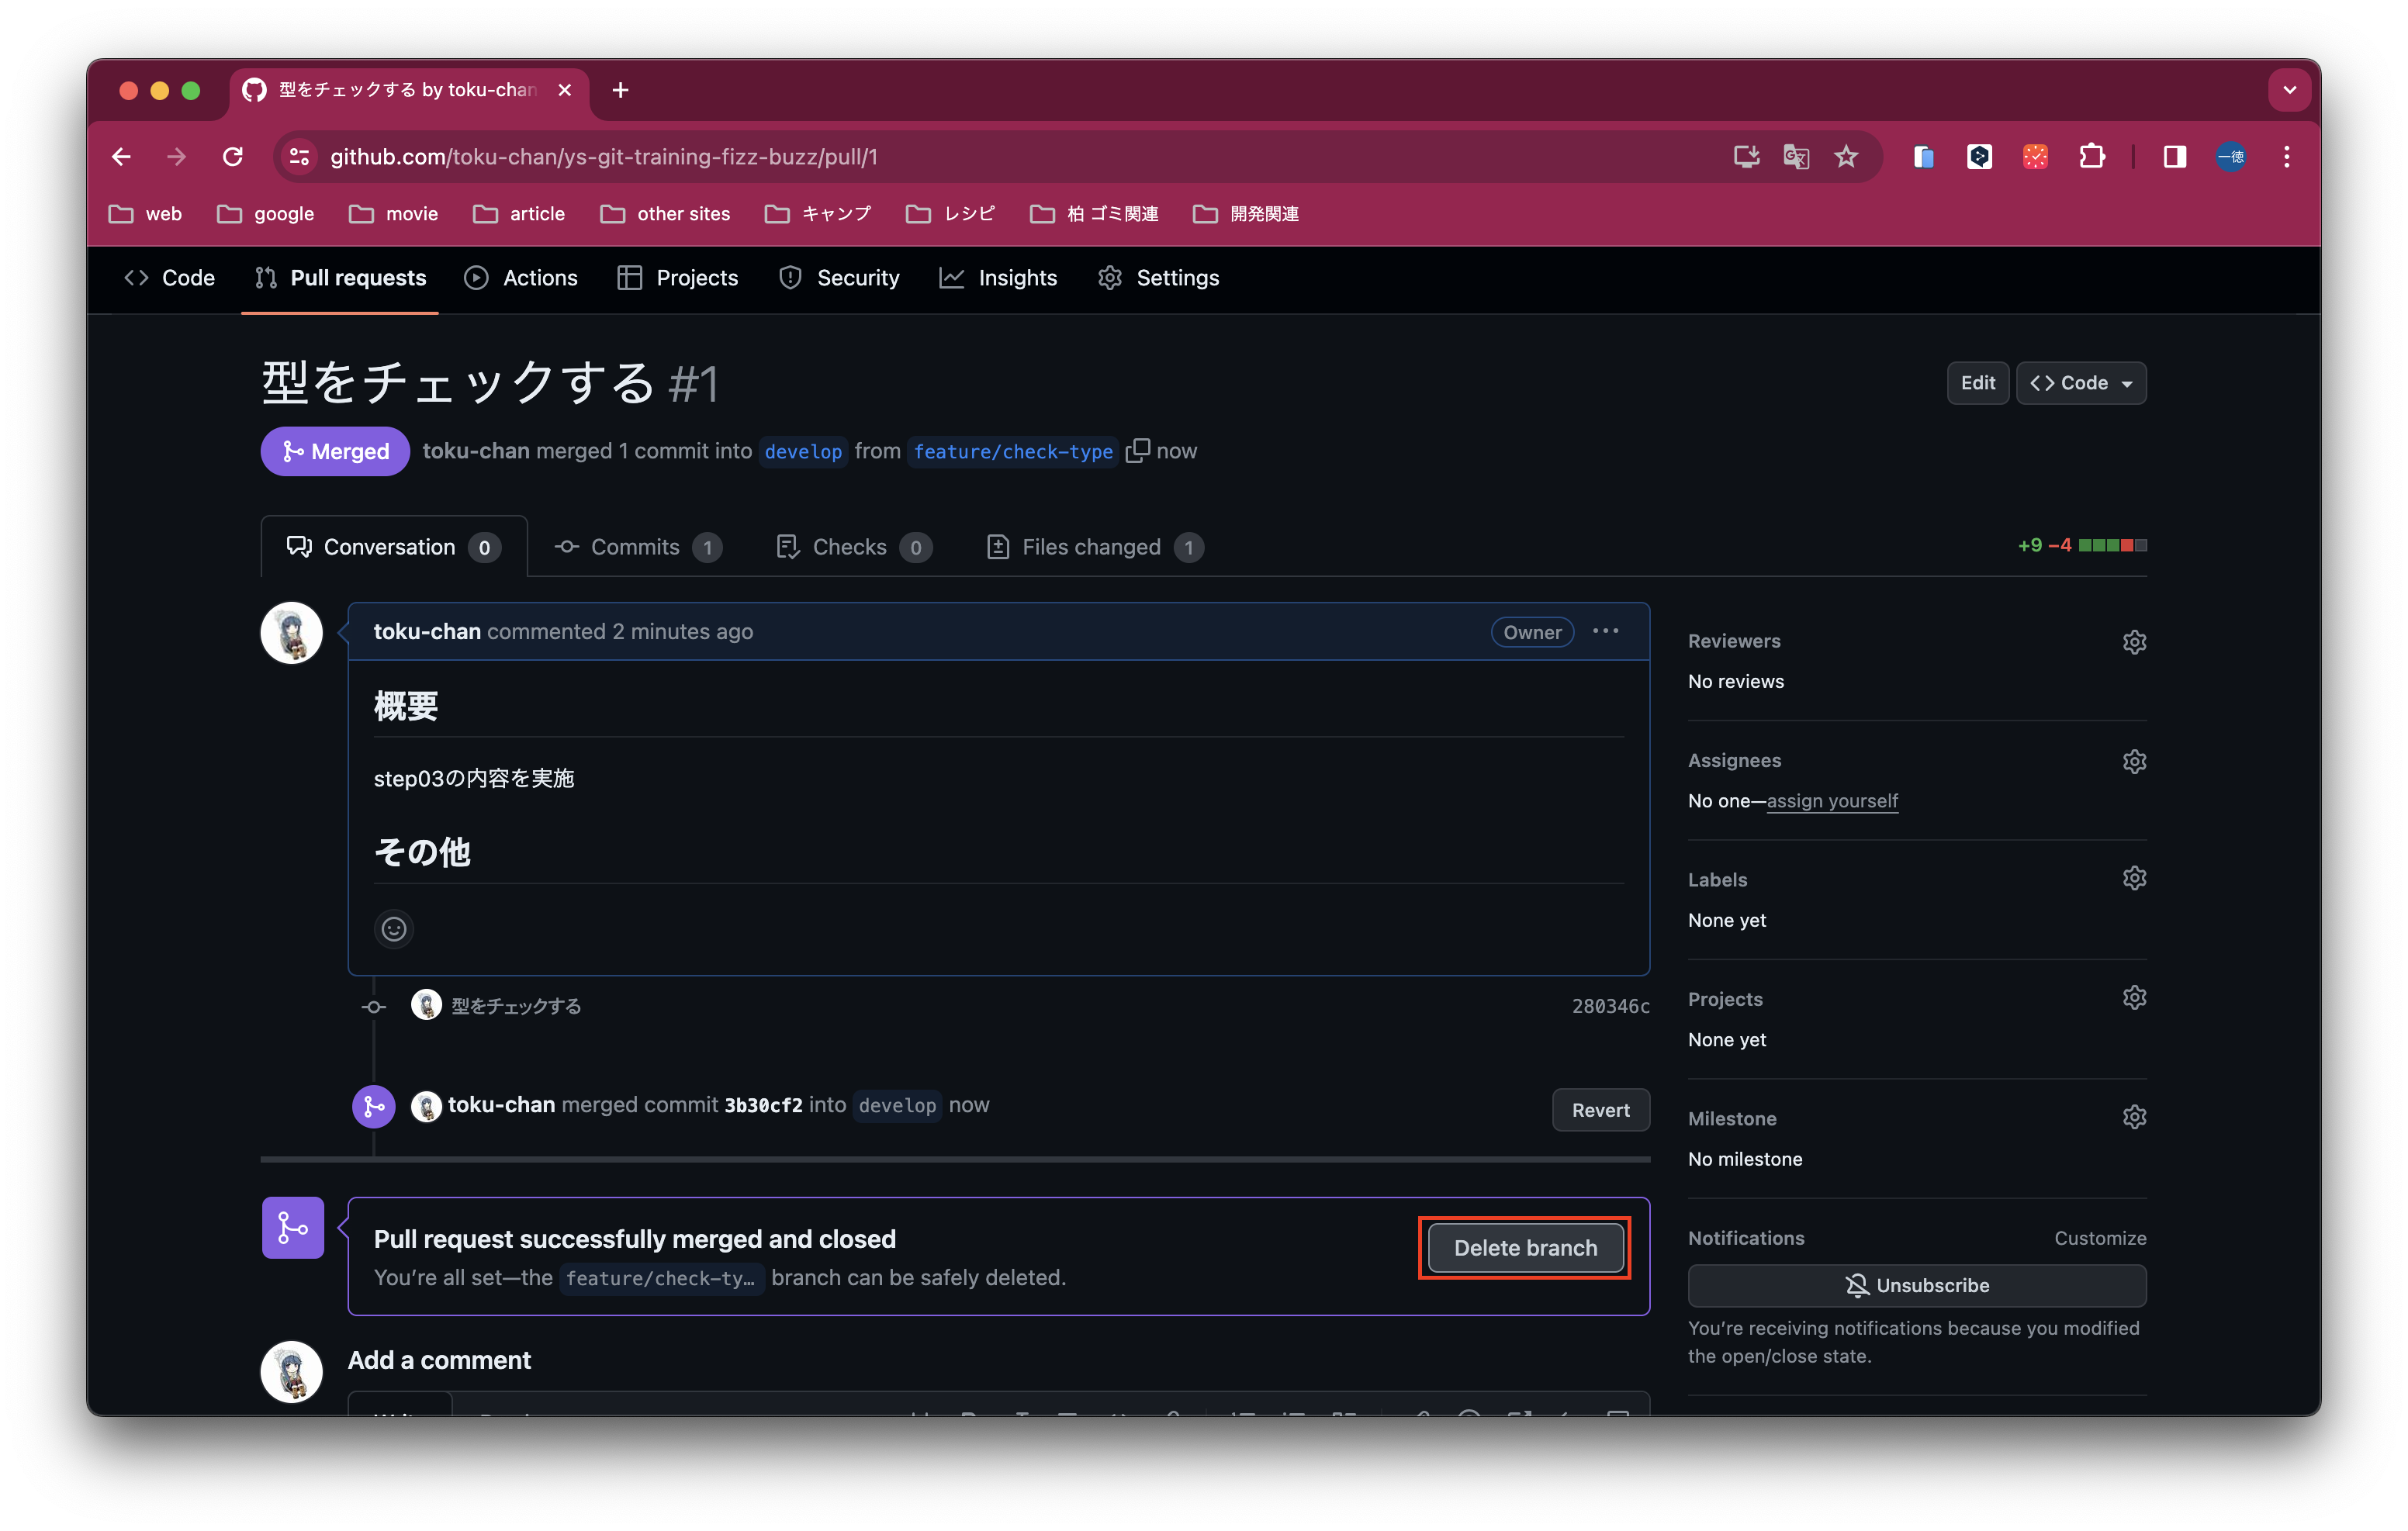 型をチェックする by toku-chan
github.com/toku-chan/ys-git-training-fizz-buzz/pull/1
一徳
web google movie article other sites キャンプ レシピ 柏 ゴミ関連 開発関連
Code Pull requests Actions Projects Security Insights Settings
型をチェックする #1
Edit Code
Merged toku-chan merged 1 commit into develop from feature/check-type now
Conversation 0 Commits 1 Checks 0 Files changed 1
+9 −4
toku-chan commented 2 minutes ago
Owner
概要
step03の内容を実施
その他
型をチェックする 280346c
toku-chan merged commit 3b30cf2 into develop now
Revert
Pull request successfully merged and closed
You're all set—the feature/check-ty… branch can be safely deleted.
Delete branch
Add a comment
Reviewers
No reviews
Assignees
No one—assign yourself
Labels
None yet
Projects
None yet
Milestone
No milestone
Notifications Customize
Unsubscribe
You're receiving notifications because you modified
the open/close state.